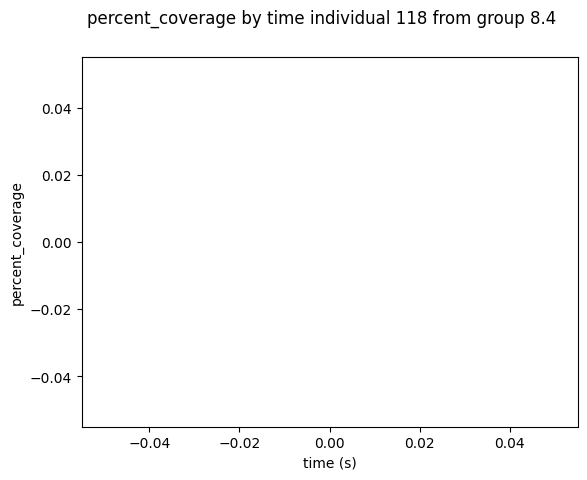 percent_coverage by time individual 118 from group 8.4
0.04
0.02
0.00
−0.02
−0.04
percent_coverage
−0.04 −0.02 0.00 0.02 0.04
time (s)